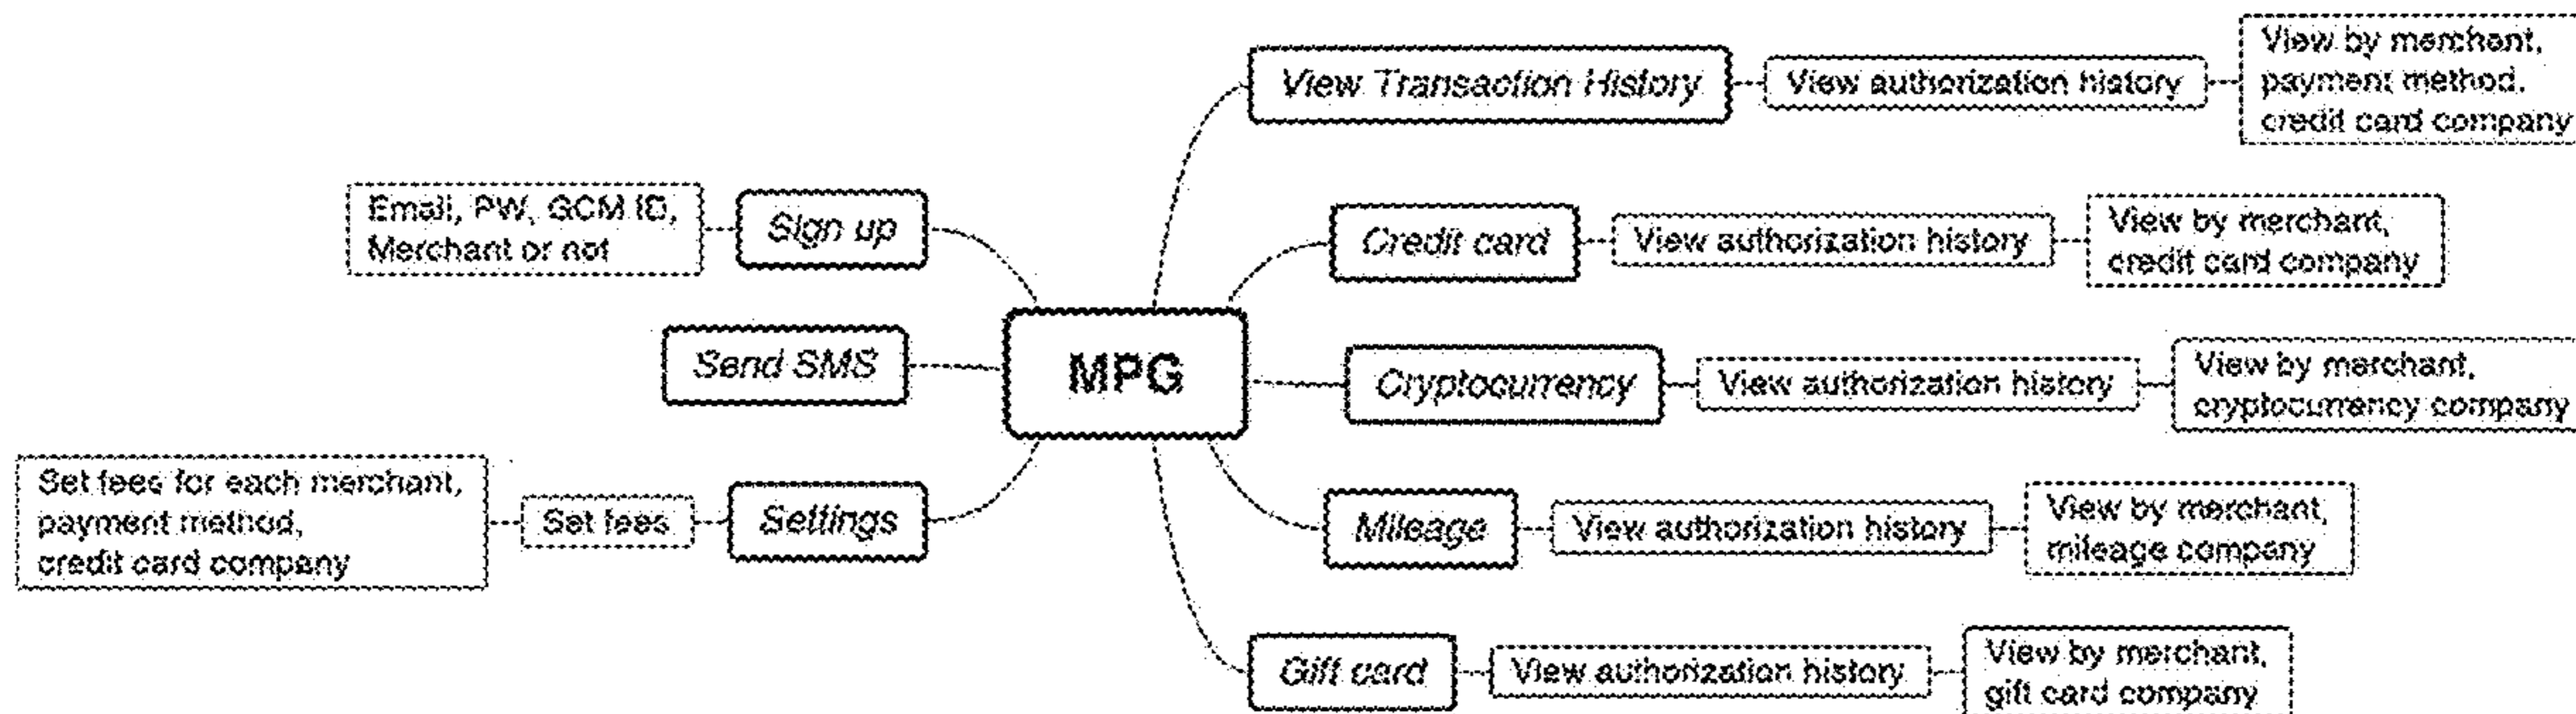 View Transaction History
View authorization history
View by merchant,
payment method,
credit card company
Email, PW, GCM ID,
Merchant or not
Sign up
Credit card
View authorization history
View by merchant,
credit card company
Send SMS
MPG
Cryptocurrency
View authorization history
View by merchant,
cryptocurrency company
Set fees for each merchant,
payment method,
credit card company
Set fees
Settings
Mileage
View authorization history
View by merchant,
mileage company
Gift card
View authorization history
View by merchant,
gift card company